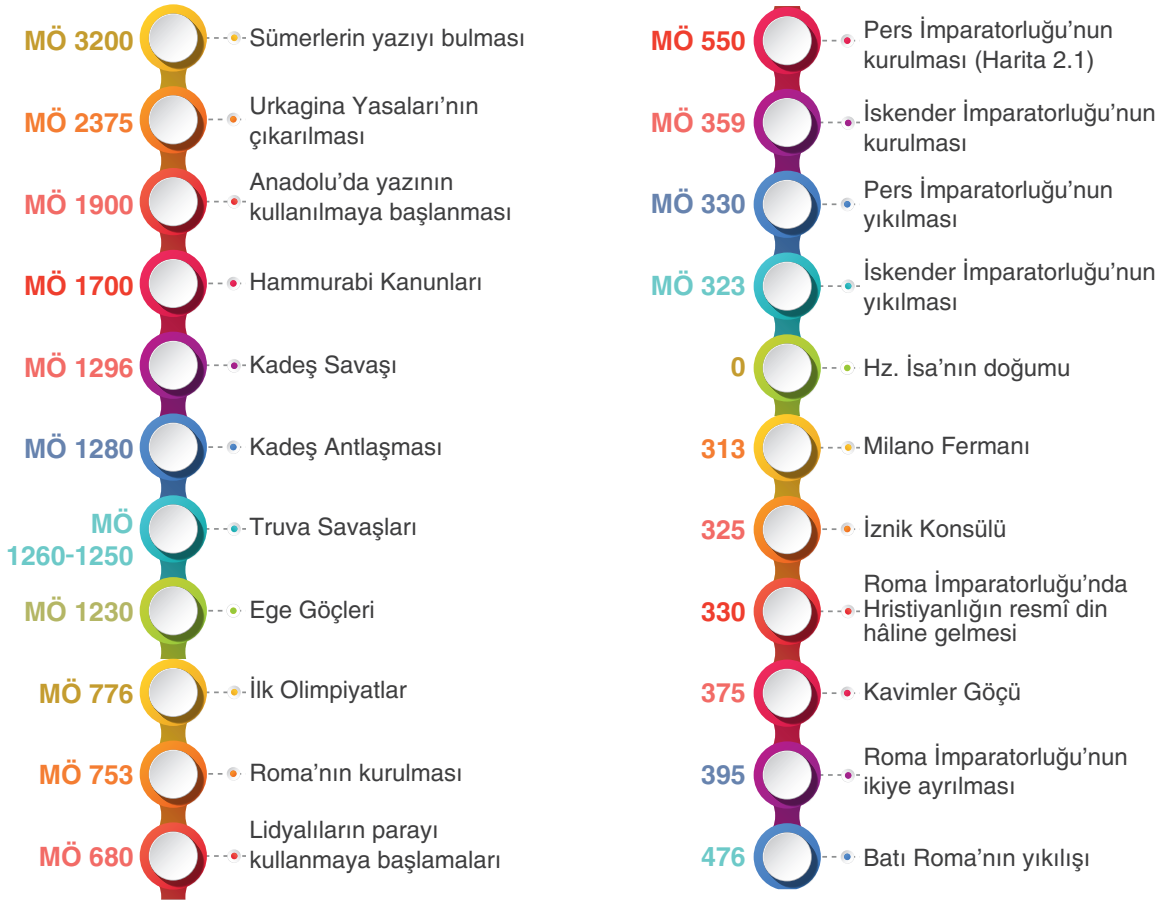 MÖ 3200
Sümerlerin yazıyı bulması
MÖ 2375
Urkagina Yasaları’nın
çıkarılması
MÖ 1900
Anadolu’da yazının
kullanılmaya başlanması
MÖ 1700
Hammurabi Kanunları
MÖ 1296
Kadeş Savaşı
MÖ 1280
Kadeş Antlaşması
MÖ
1260-1250
Truva Savaşları
MÖ 1230
Ege Göçleri
MÖ 776
İlk Olimpiyatlar
MÖ 753
Roma’nın kurulması
MÖ 680
Lidyalıların parayı
kullanmaya başlamaları
MÖ 550
Pers İmparatorluğu’nun
kurulması (Harita 2.1)
MÖ 359
İskender İmparatorluğu’nun
kurulması
MÖ 330
Pers İmparatorluğu’nun
yıkılması
MÖ 323
İskender İmparatorluğu’nun
yıkılması
0
Hz. İsa’nın doğumu
313
Milano Fermanı
325
İznik Konsülü
330
Roma İmparatorluğu’nda
Hristiyanlığın resmî din
hâline gelmesi
375
Kavimler Göçü
395
Roma İmparatorluğu’nun
ikiye ayrılması
476
Batı Roma’nın yıkılışı